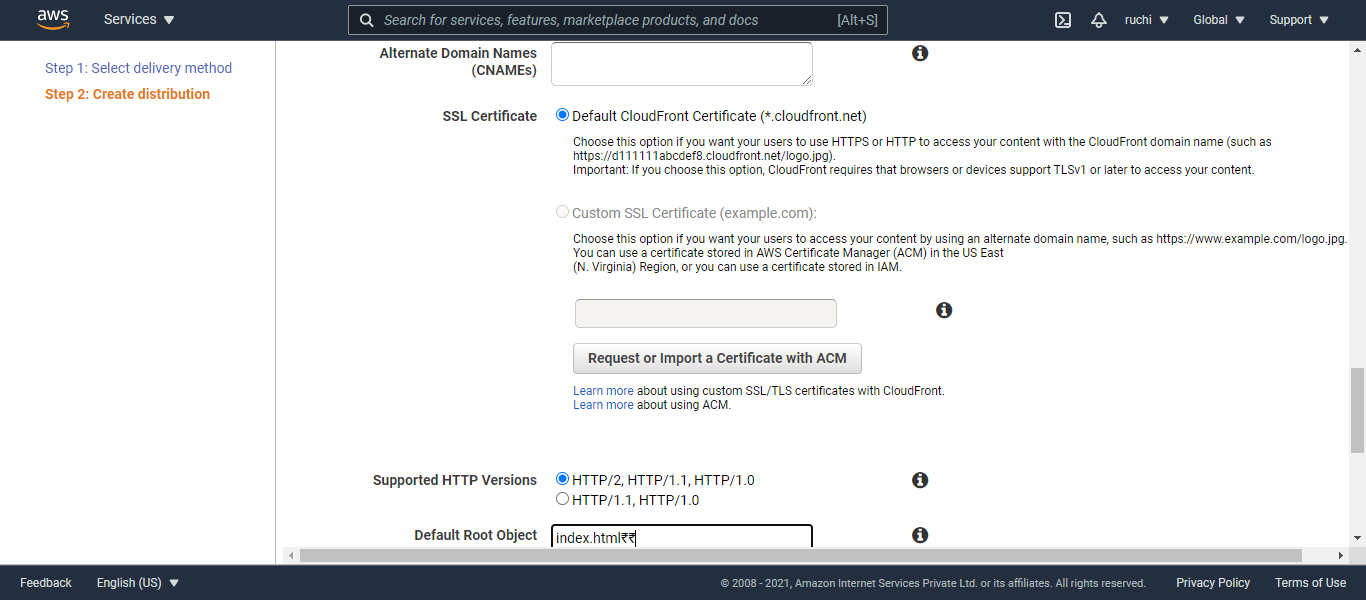 aws
Services
Search for services, features, marketplace products, and docs
[Alt+S]
ruchi
Global
Support
Step 1: Select delivery method
Step 2: Create distribution
Alternate Domain Names
(CNAMEs)
SSL Certificate
Default CloudFront Certificate (*.cloudfront.net)
Choose this option if you want your users to use HTTPS or HTTP to access your content with the CloudFront domain name (such as
https://d111111abcdef8.cloudfront.net/logo.jpg).
Important: If you choose this option, CloudFront requires that browsers or devices support TLSv1 or later to access your content.
Custom SSL Certificate (example.com):
Choose this option if you want your users to access your content by using an alternate domain name, such as https://www.example.com/logo.jpg.
You can use a certificate stored in AWS Certificate Manager (ACM) in the US East
(N. Virginia) Region, or you can use a certificate stored in IAM.
Request or Import a Certificate with ACM
Learn more about using custom SSL/TLS certificates with CloudFront.
Learn more about using ACM.
Supported HTTP Versions
HTTP/2, HTTP/1.1, HTTP/1.0
HTTP/1.1, HTTP/1.0
Default Root Object
index.html₹₹
Feedback
English (US)
© 2008 - 2021, Amazon Internet Services Private Ltd. or its affiliates. All rights reserved.
Privacy Policy
Terms of Use